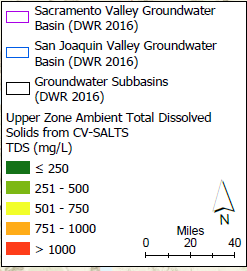 Sacramento Valley Groundwater
Basin (DWR 2016)
San Joaquin Valley Groundwater
Basin (DWR 2016)
Groundwater Subbasins
(DWR 2016)
Upper Zone Ambient Total Dissolved
Solids from CV-SALTS
TDS (mg/L)
≤ 250
251 - 500
501 - 750
751 - 1000
> 1000
N
Miles
0 20 40